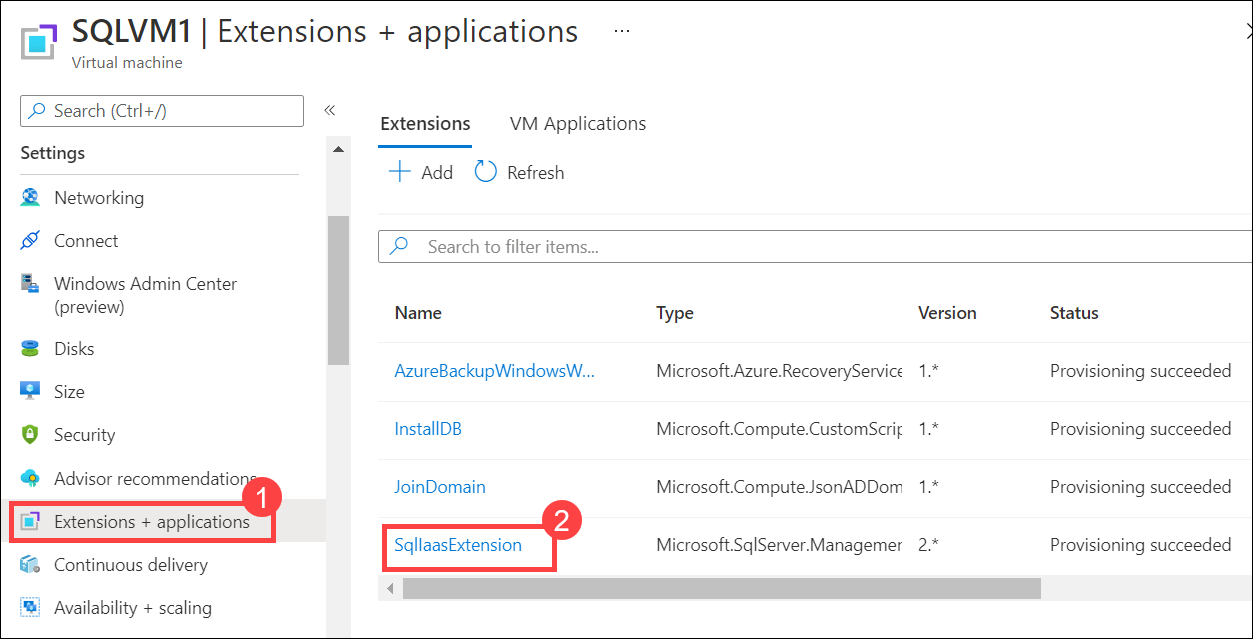 SQLVM1 | Extensions + applications ...
Virtual machine
Search (Ctrl+/)
«
Settings
Networking
Connect
Windows Admin Center
(preview)
Disks
Size
Security
Advisor recommendations
1
Extensions + applications
Continuous delivery
Availability + scaling
Extensions VM Applications
Add Refresh
Search to filter items...
Name Type Version Status
AzureBackupWindowsW... Microsoft.Azure.RecoveryService 1.* Provisioning succeeded
InstallDB Microsoft.Compute.CustomScrip 1.* Provisioning succeeded
JoinDomain Microsoft.Compute.JsonADDom 1.* Provisioning succeeded
2
SqlIaasExtension Microsoft.SqlServer.Managemer 2.* Provisioning succeeded